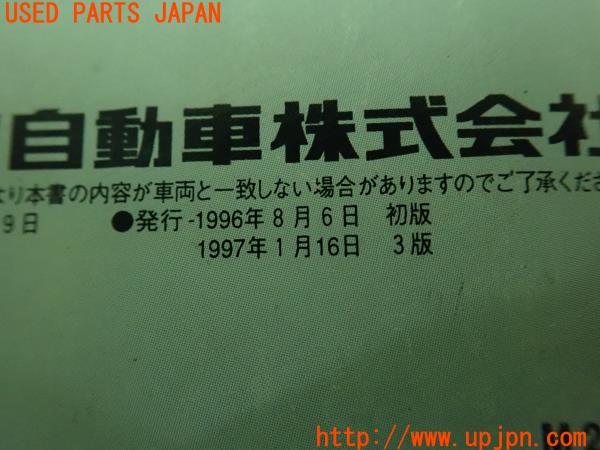 USED PARTS JAPAN
自動車株式会社
より本書の内容が車両と一致しない場合がありますのでご了承くださ
9日 ●発行-1996年8月6日 初版
1997年1月16日 3版
http://www.upjpn.com/